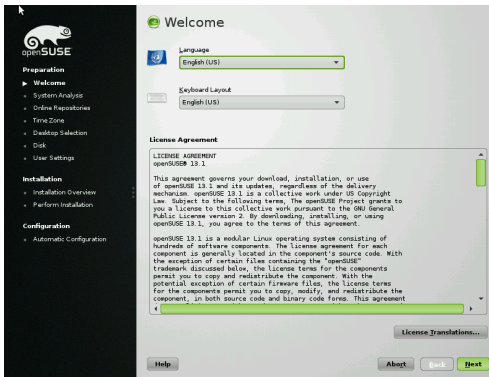 openSUSE
Preparation
Welcome
System Analysis
Online Repositories
Time Zone
Desktop Selection
Disk
User Settings
Installation
Installation Overview
Perform Installation
Configuration
Automatic Configuration
Welcome
Language
English (US)
Keyboard Layout
English (US)
License Agreement
LICENSE AGREEMENT
openSUSE® 13.1
This agreement governs your download, installation, or use
of openSUSE 13.1 and its updates, regardless of the delivery
mechanism. openSUSE 13.1 is a collective work under US Copyright
Law. Subject to the following terms, The openSUSE Project grants to
you a license to this collective work pursuant to the GNU General
Public License version 2. By downloading, installing, or using
openSUSE 13.1, you agree to the terms of this agreement.
openSUSE 13.1 is a modular Linux operating system consisting of
hundreds of software components. The license agreement for each
component is generally located in the component's source code. With
the exception of certain files containing the "openSUSE"
trademark discussed below, the license terms for the components
permit you to copy and redistribute the component. With the
potential exception of certain firmware files, the license terms
for the components permit you to copy, modify, and redistribute the
component, in both source code and binary code forms. This agreement
License Translations...
Help
Abort
Back
Next